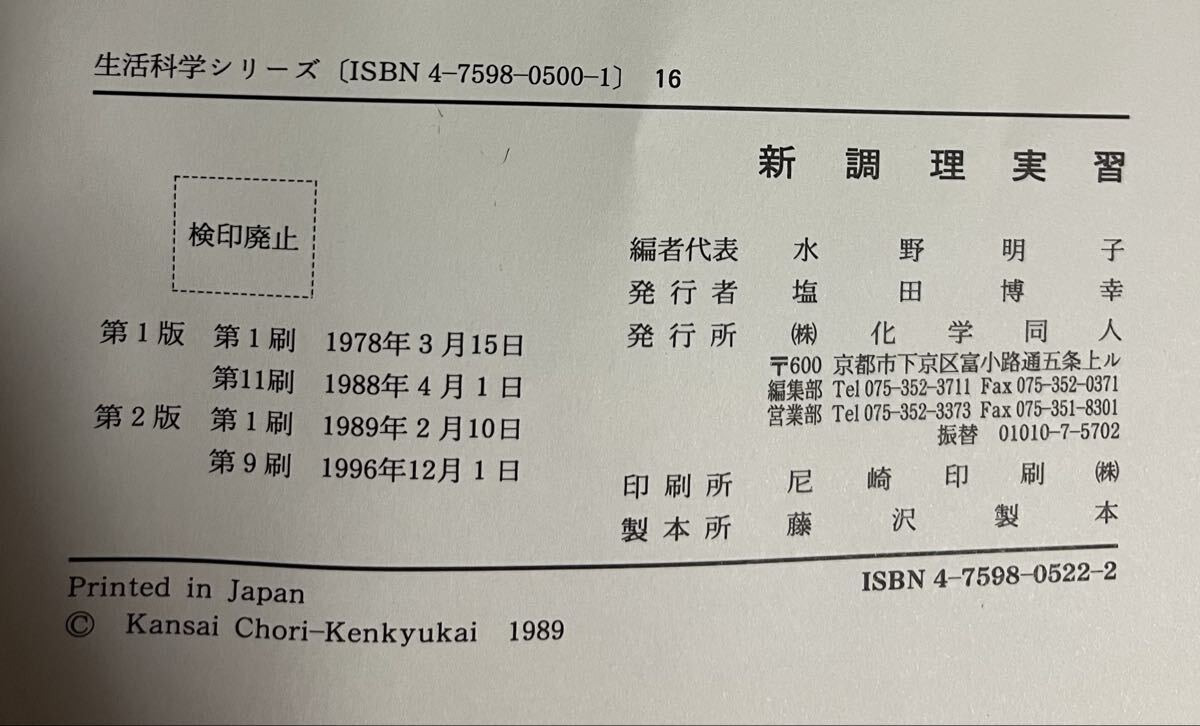 生活科学シリーズ〔ISBN 4-7598-0500-1〕 16
新調理実習
検印廃止
第1版 第1刷 1978年3月15日
第11刷 1988年4月1日
第2版 第1刷 1989年2月10日
第9刷 1996年12月1日
編者代表 水野明子
発行者 塩田博幸
発行所 ㈱化学同人
〒600 京都市下京区富小路通五条上ル
編集部 Tel 075-352-3711 Fax 075-352-0371
営業部 Tel 075-352-3373 Fax 075-351-8301
振替 01010-7-5702
印刷所 尼崎印刷㈱
製本所 藤沢製本
Printed in Japan
© Kansai Chori-Kenkyukai 1989
ISBN 4-7598-0522-2